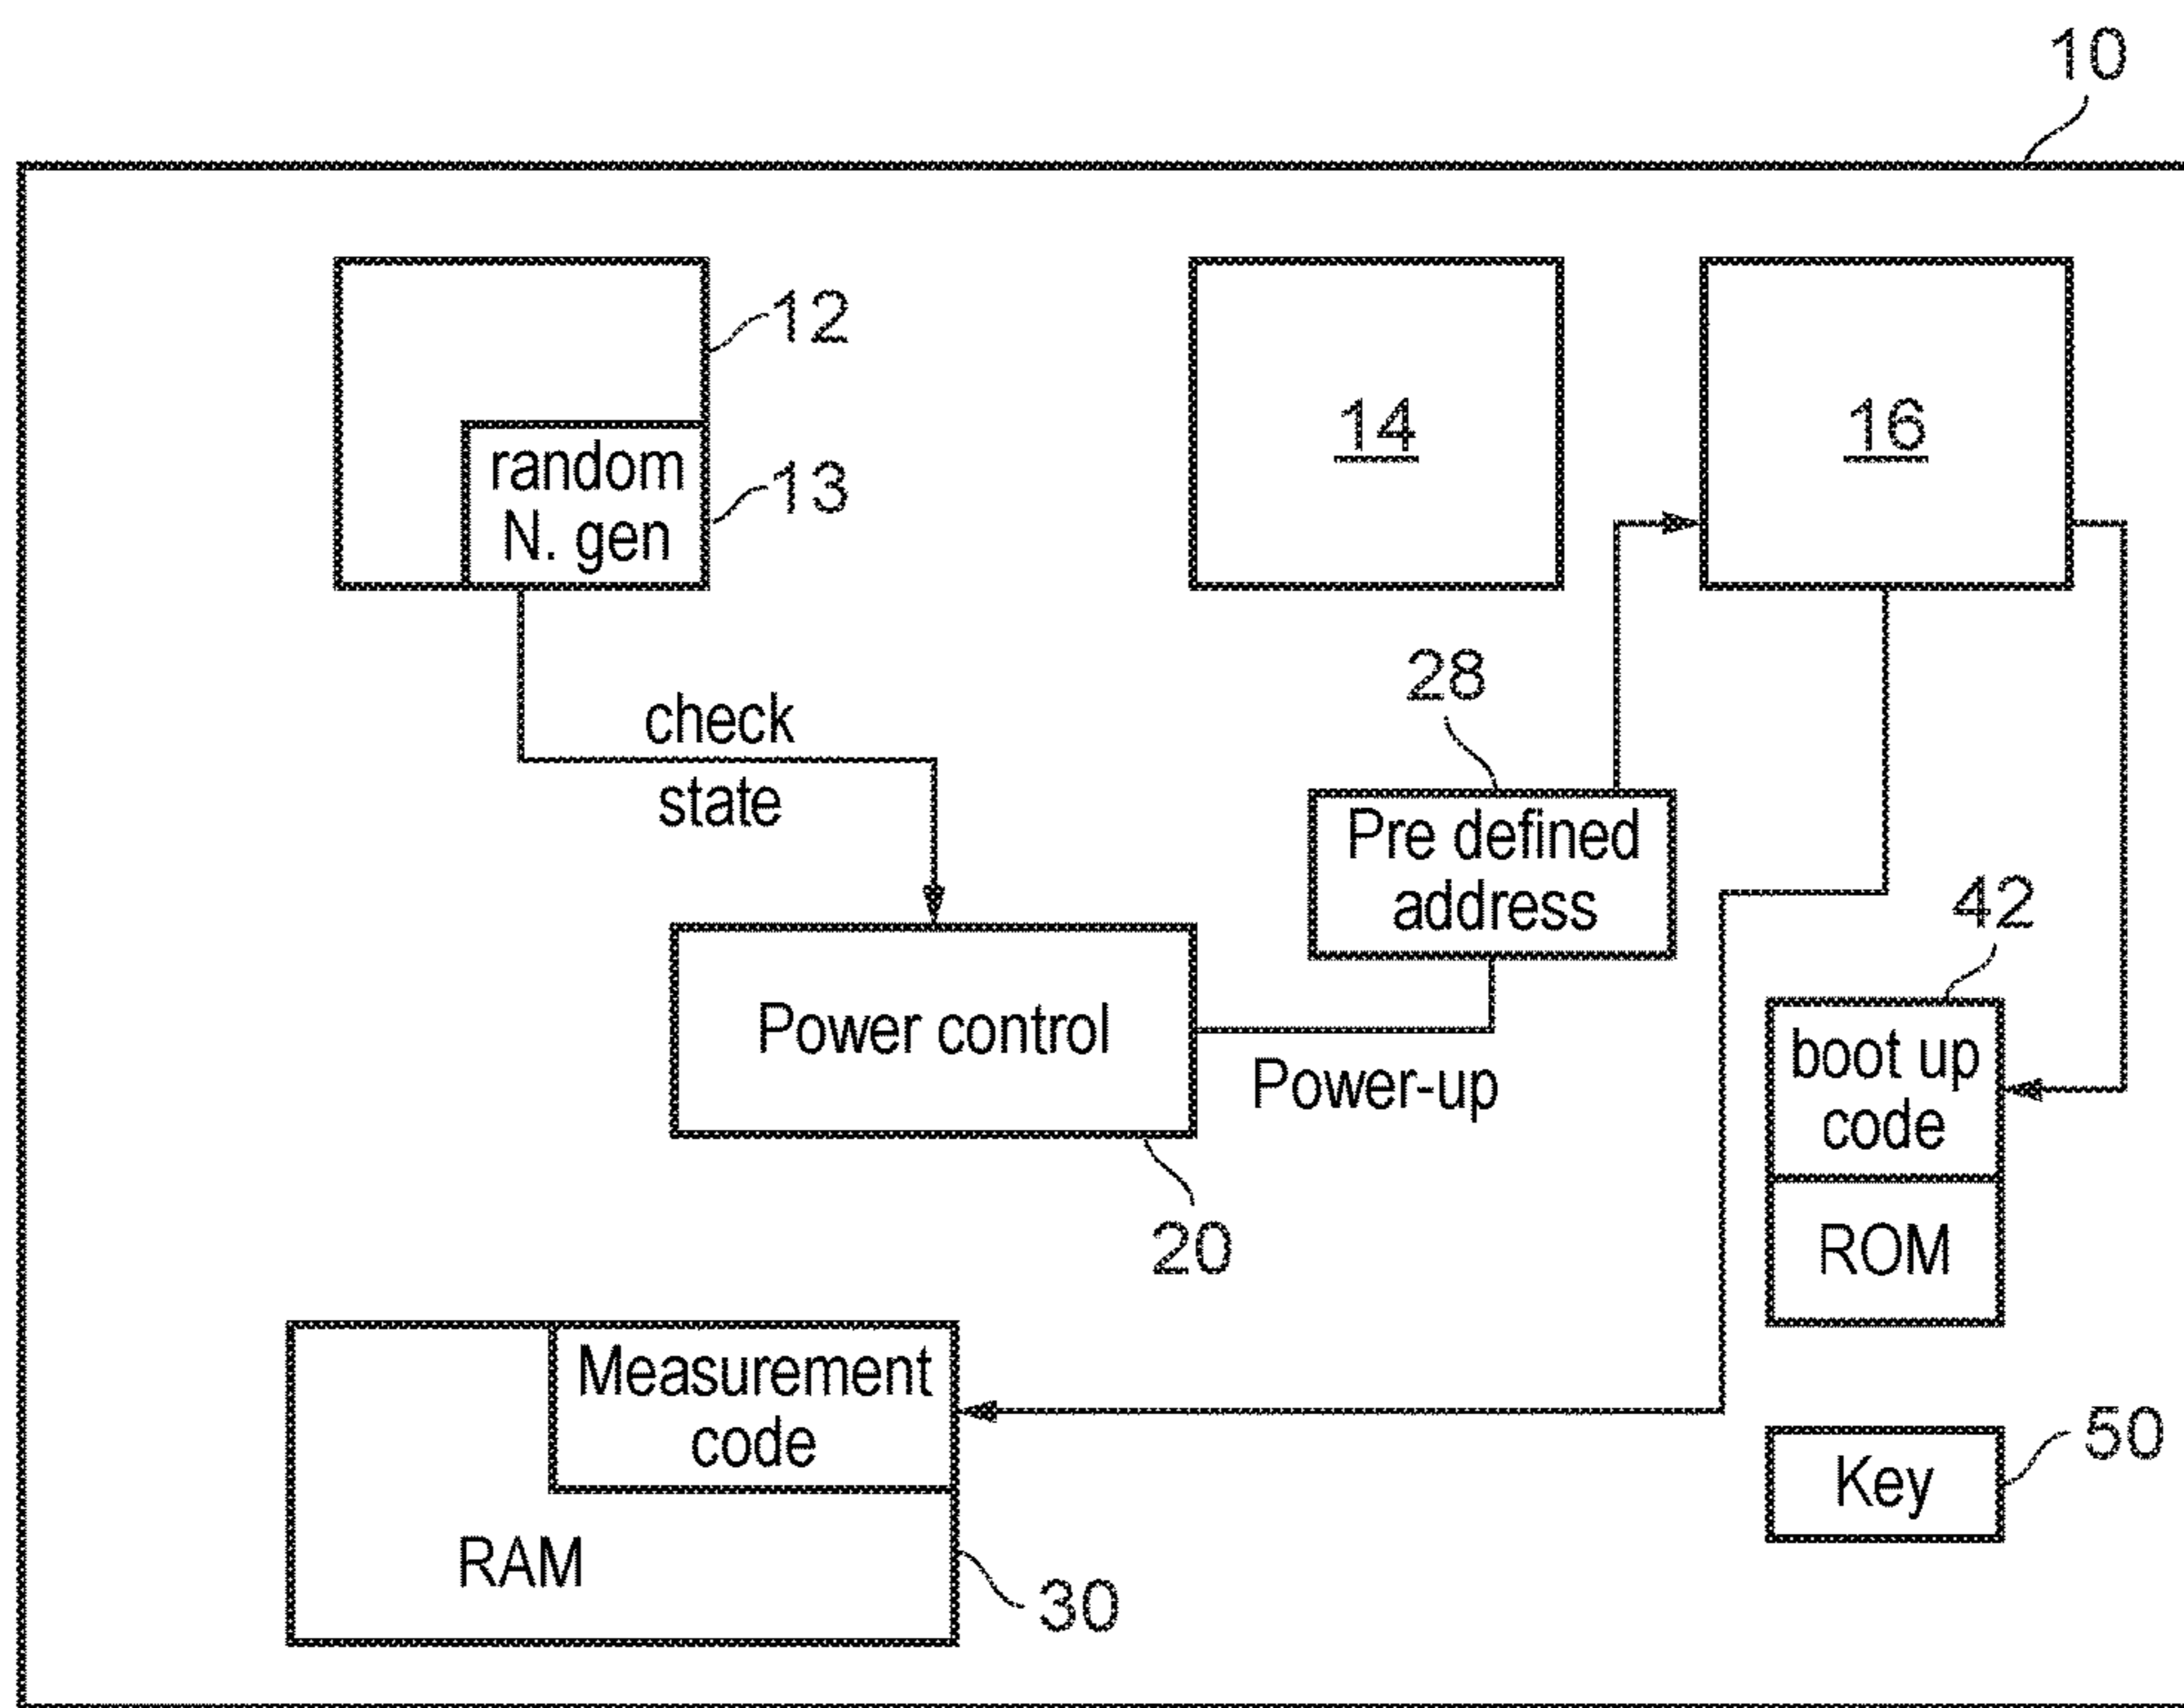 10
12
random
N. gen
13
14
16
check
state
28
Pre defined
address
42
Power control
Power-up
boot up
code
20
ROM
Measurement
code
RAM
30
Key
50